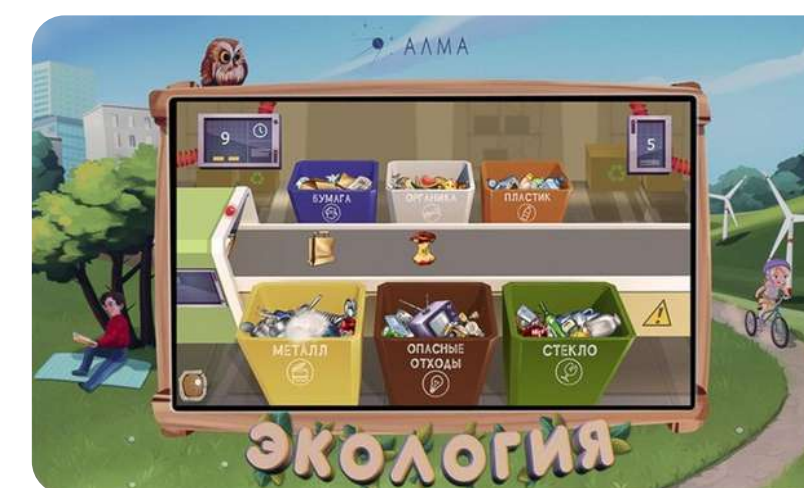 АЛМА
9
5
БУМАГА
ОРГАНИКА
ПЛАСТИК
МЕТАЛЛ
ОПАСНЫЕ
ОТХОДЫ
СТЕКЛО
ЭКОЛОГИЯ